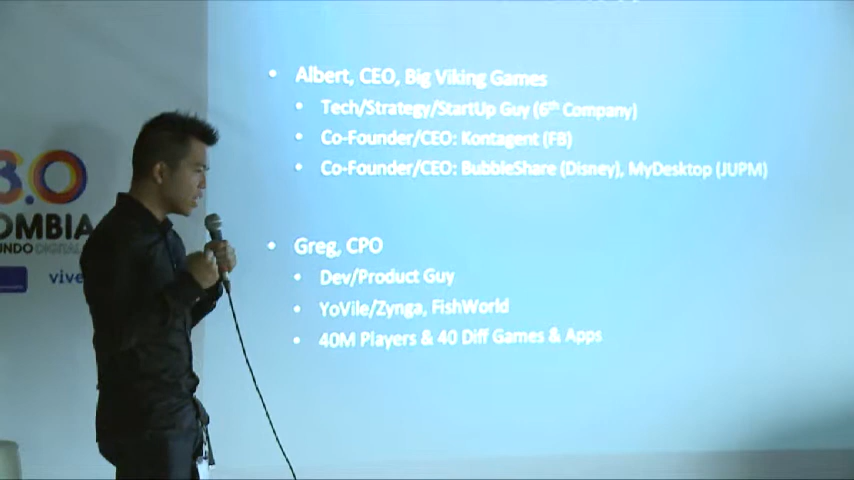 3.0
OMBIA
UNDO DIGITAL
vive
• Albert, CEO, Big Viking Games
• Tech/Strategy/StartUp Guy (6th Company)
• Co-Founder/CEO: Kontagent (FB)
• Co-Founder/CEO: BubbleShare (Disney), MyDesktop (JUPM)
• Greg, CPO
• Dev/Product Guy
• YoVile/Zynga, FishWorld
• 40M Players & 40 Diff Games & Apps